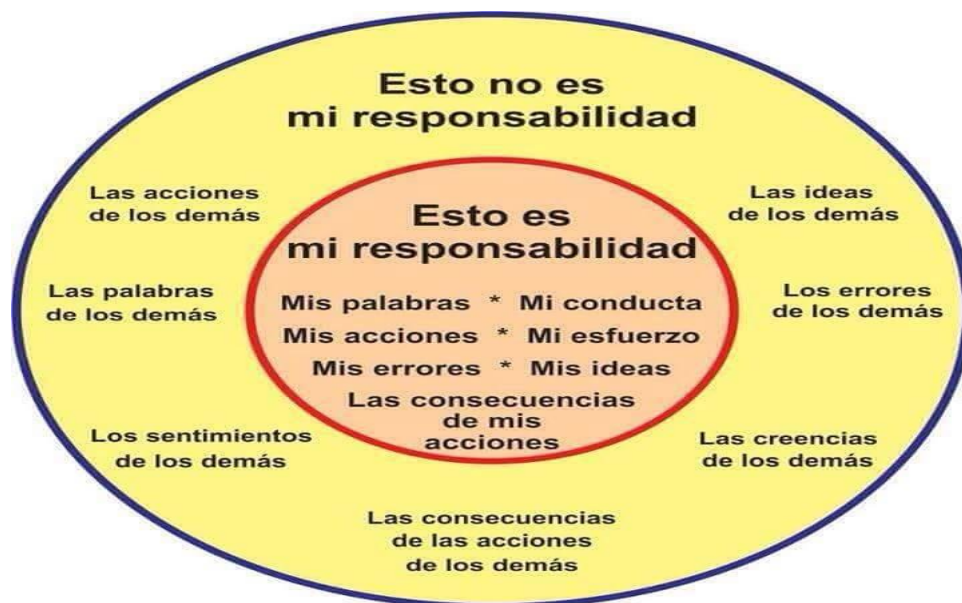 Esto no es
mi responsabilidad
Las acciones
de los demás
Las ideas
de los demás
Esto es
mi responsabilidad
Las palabras
de los demás
Mis palabras * Mi conducta
Mis acciones * Mi esfuerzo
Mis errores * Mis ideas
Las consecuencias
de mis
acciones
Los errores
de los demás
Los sentimientos
de los demás
Las creencias
de los demás
Las consecuencias
de las acciones
de los demás